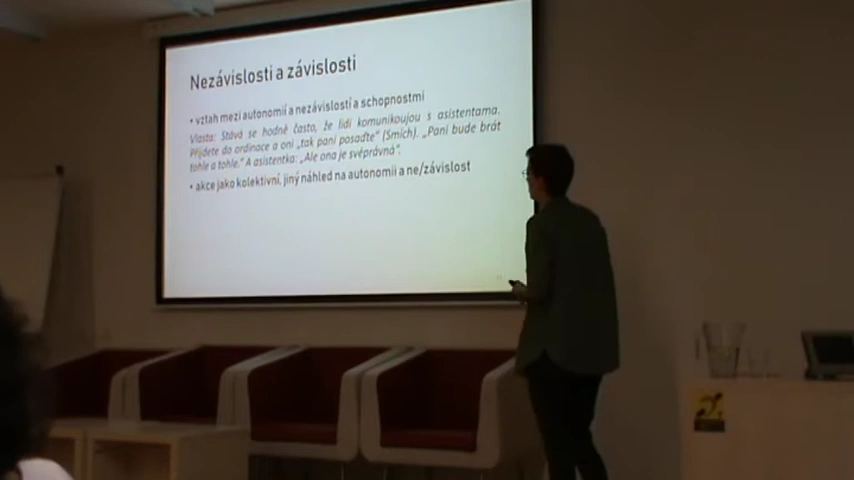 Nezávislosti a závislosti
• vztah mezi autonomií a nezávislostí a schopnostmi
Vlasta: Stává se hodně často, že lidi komunikoujou s asistentama.
Přijdete do ordinace a oni „tak paní posaďte“ (Smích). „Paní bude brát
tohle a tohle.“ A asistentka: „Ale ona je svéprávná“.
• akce jako kolektivní, jiný náhled na autonomii a ne/závislost